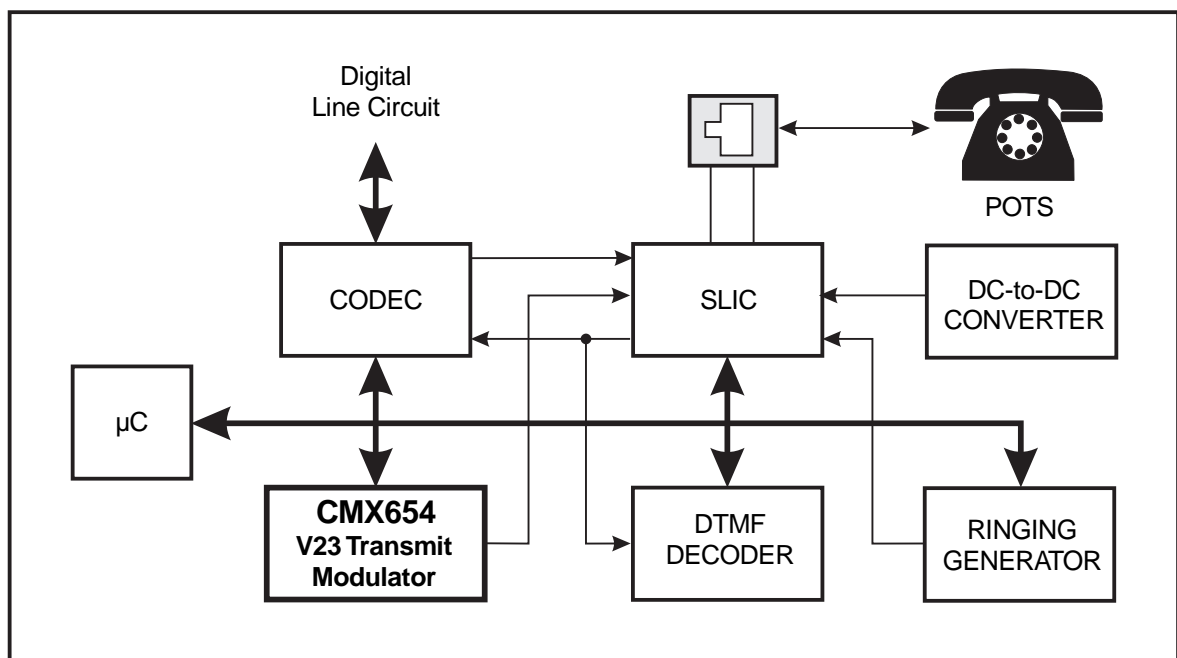 Digital
Line Circuit
POTS
CODEC
SLIC
DC-to-DC
CONVERTER
µC
CMX654
V23 Transmit
Modulator
DTMF
DECODER
RINGING
GENERATOR